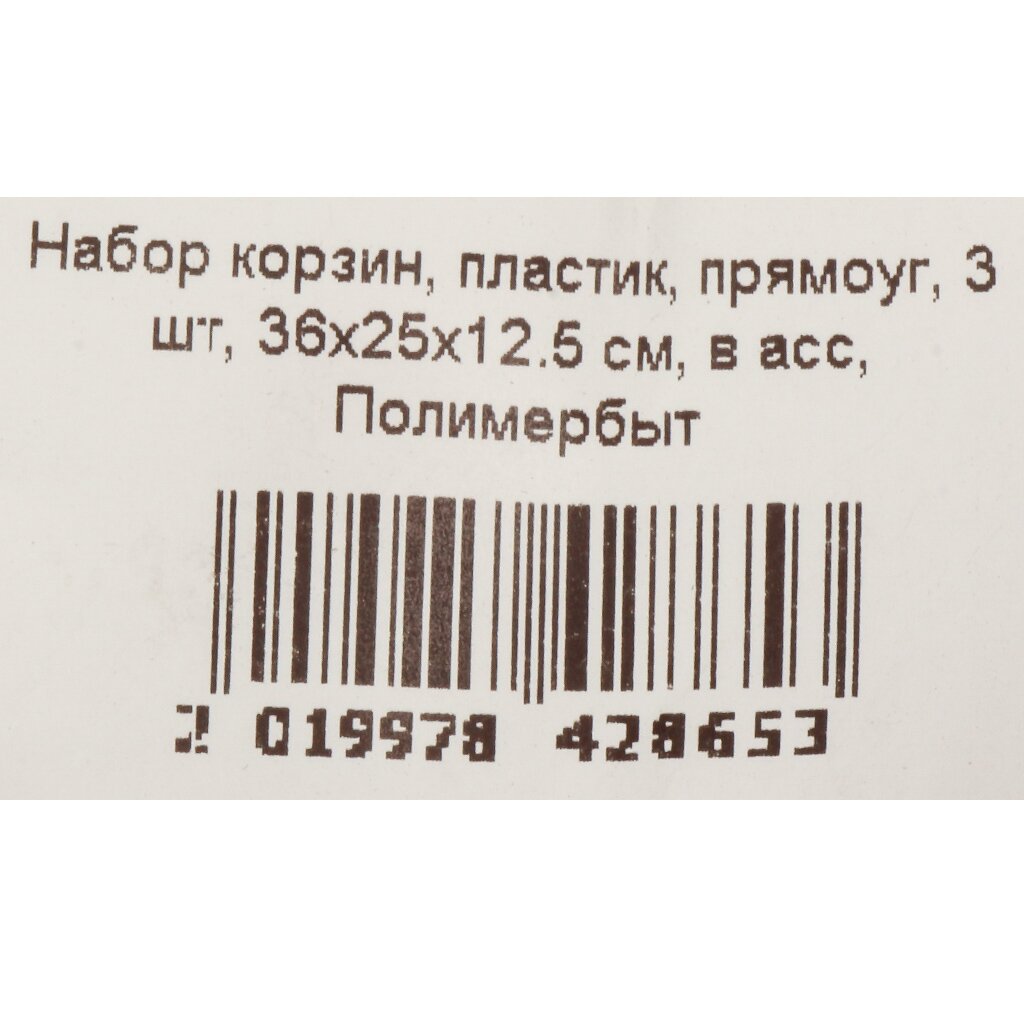 Набор корзин, пластик, прямоуг, 3
шт, 36х25х12.5 см, в асс,
Полимербыт
2 019978 428653